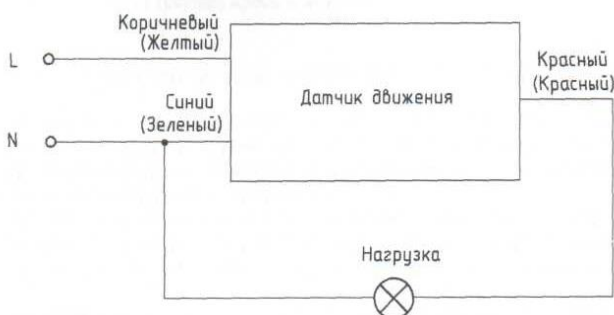 Коричневый
(Желтый)
L
Синий
(Зеленый)
N
Датчик движения
Красный
(Красный)
Нагрузка